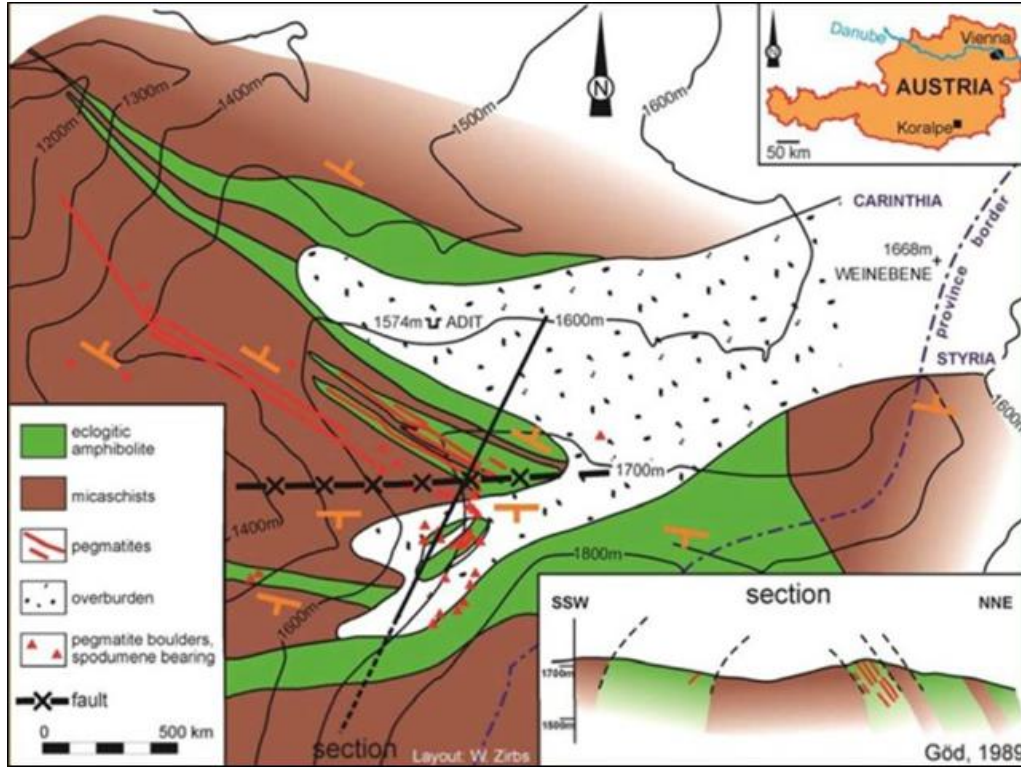 1200m
1300m
1400m
1500m
1600m
N
N
Danube
Vienna
AUSTRIA
Koralpe
50 km
CARINTHIA
1668m
WEINEBENE
province border
STYRIA
1574m ADIT
1600m
1600m
1700m
1800m
1400m
1600m
eclogitic
amphibolite
micaschists
pegmatites
overburden
pegmatite boulders,
spodumene bearing
fault
0 500 km
section
Layout: W. Zirbs
section
SSW
NNE
1700m
1500m
Göd, 1989